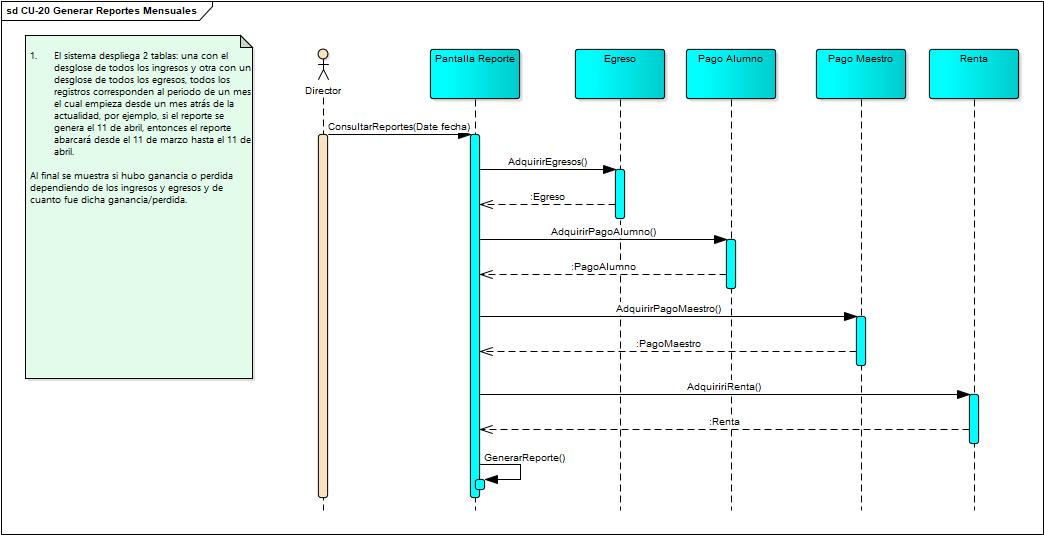 sd CU-20 Generar Reportes Mensuales
1. El sistema despliega 2 tablas: una con el
desglose de todos los ingresos y otra con un
desglose de todos los egresos, todos los
registros corresponden al periodo de un mes
el cual empieza desde un mes atrás de la
actualidad, por ejemplo, si el reporte se
genera el 11 de abril, entonces el reporte
abarcará desde el 11 de marzo hasta el 11 de
abril.
Al final se muestra si hubo ganancia o perdida
dependiendo de los ingresos y egresos y de
cuanto fue dicha ganancia/perdida.
Director
Pantalla Reporte
Egreso
Pago Alumno
Pago Maestro
Renta
ConsultarReportes(Date fecha)
AdquirirEgresos()
:Egreso
AdquirirPagoAlumno()
:PagoAlumno
AdquirirPagoMaestro()
:PagoMaestro
AdquiririRenta()
:Renta
GenerarReporte()